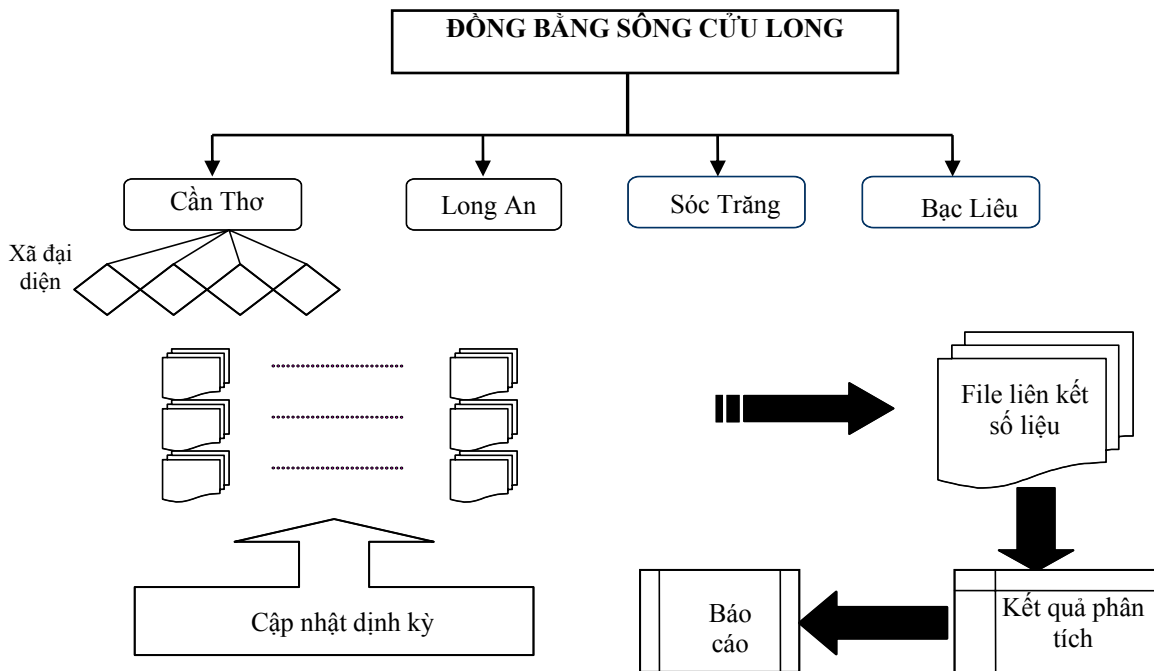 ĐỒNG BẰNG SÔNG CỬU LONG
Cần Thơ
Long An
Sóc Trăng
Bạc Liêu
Xã đại
diện
File liên kết
số liệu
Cập nhật dịnh kỳ
Báo
cáo
Kết quả phân
tích